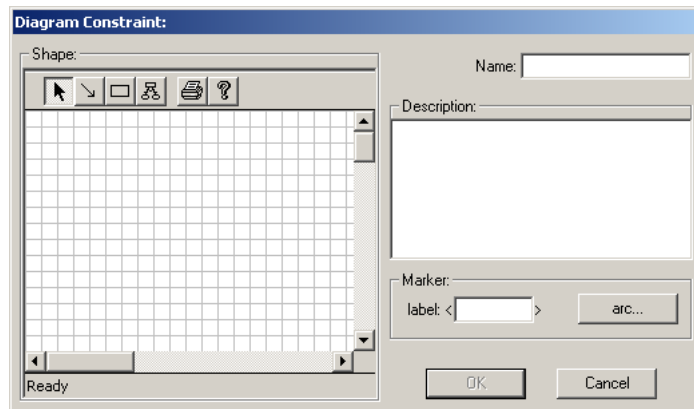 Diagram Constraint:
Shape:
Name:
Description:
Marker:
label: < >
arc...
Ready
OK
Cancel